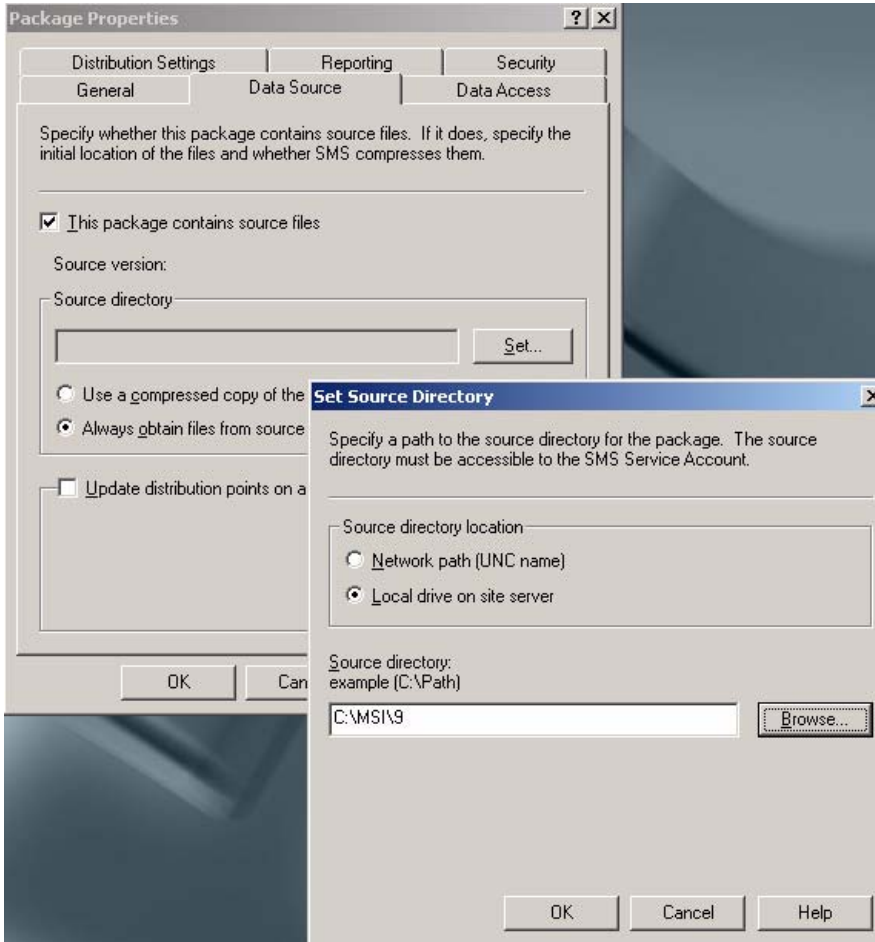 Package Properties
Distribution Settings
Reporting
Security
General
Data Source
Data Access
Specify whether this package contains source files. If it does, specify the
initial location of the files and whether SMS compresses them.
This package contains source files
Source version:
Source directory
Set...
Use a compressed copy of the
Always obtain files from source
Update distribution points on a
OK
Can
Set Source Directory
Specify a path to the source directory for the package. The source
directory must be accessible to the SMS Service Account.
Source directory location
Network path (UNC name)
Local drive on site server
Source directory:
example (C:\Path)
C:\MSI\9
Browse...
OK
Cancel
Help